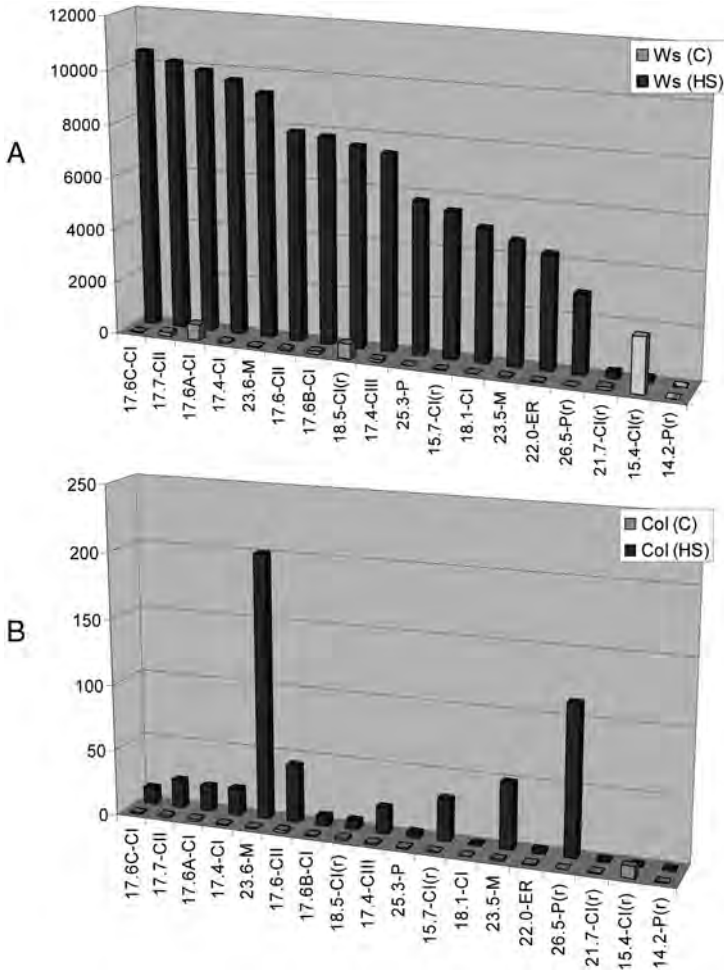 A
12000
10000
8000
6000
4000
2000
0
Ws (C)
Ws (HS)
17.6C-CI
17.7-CII
17.6A-CI
17.4-CI
23.6-M
17.6-CII
17.6B-CI
18.5-CI(r)
17.4-CIII
25.3-P
15.7-CI(r)
18.1-CI
23.5-M
22.0-ER
26.5-P(r)
21.7-CI(r)
15.4-CI(r)
14.2-P(r)
B
250
200
150
100
50
0
Col (C)
Col (HS)
17.6C-CI
17.7-CII
17.6A-CI
17.4-CI
23.6-M
17.6-CII
17.6B-CI
18.5-CI(r)
17.4-CIII
25.3-P
15.7-CI(r)
18.1-CI
23.5-M
22.0-ER
26.5-P(r)
21.7-CI(r)
15.4-CI(r)
14.2-P(r)